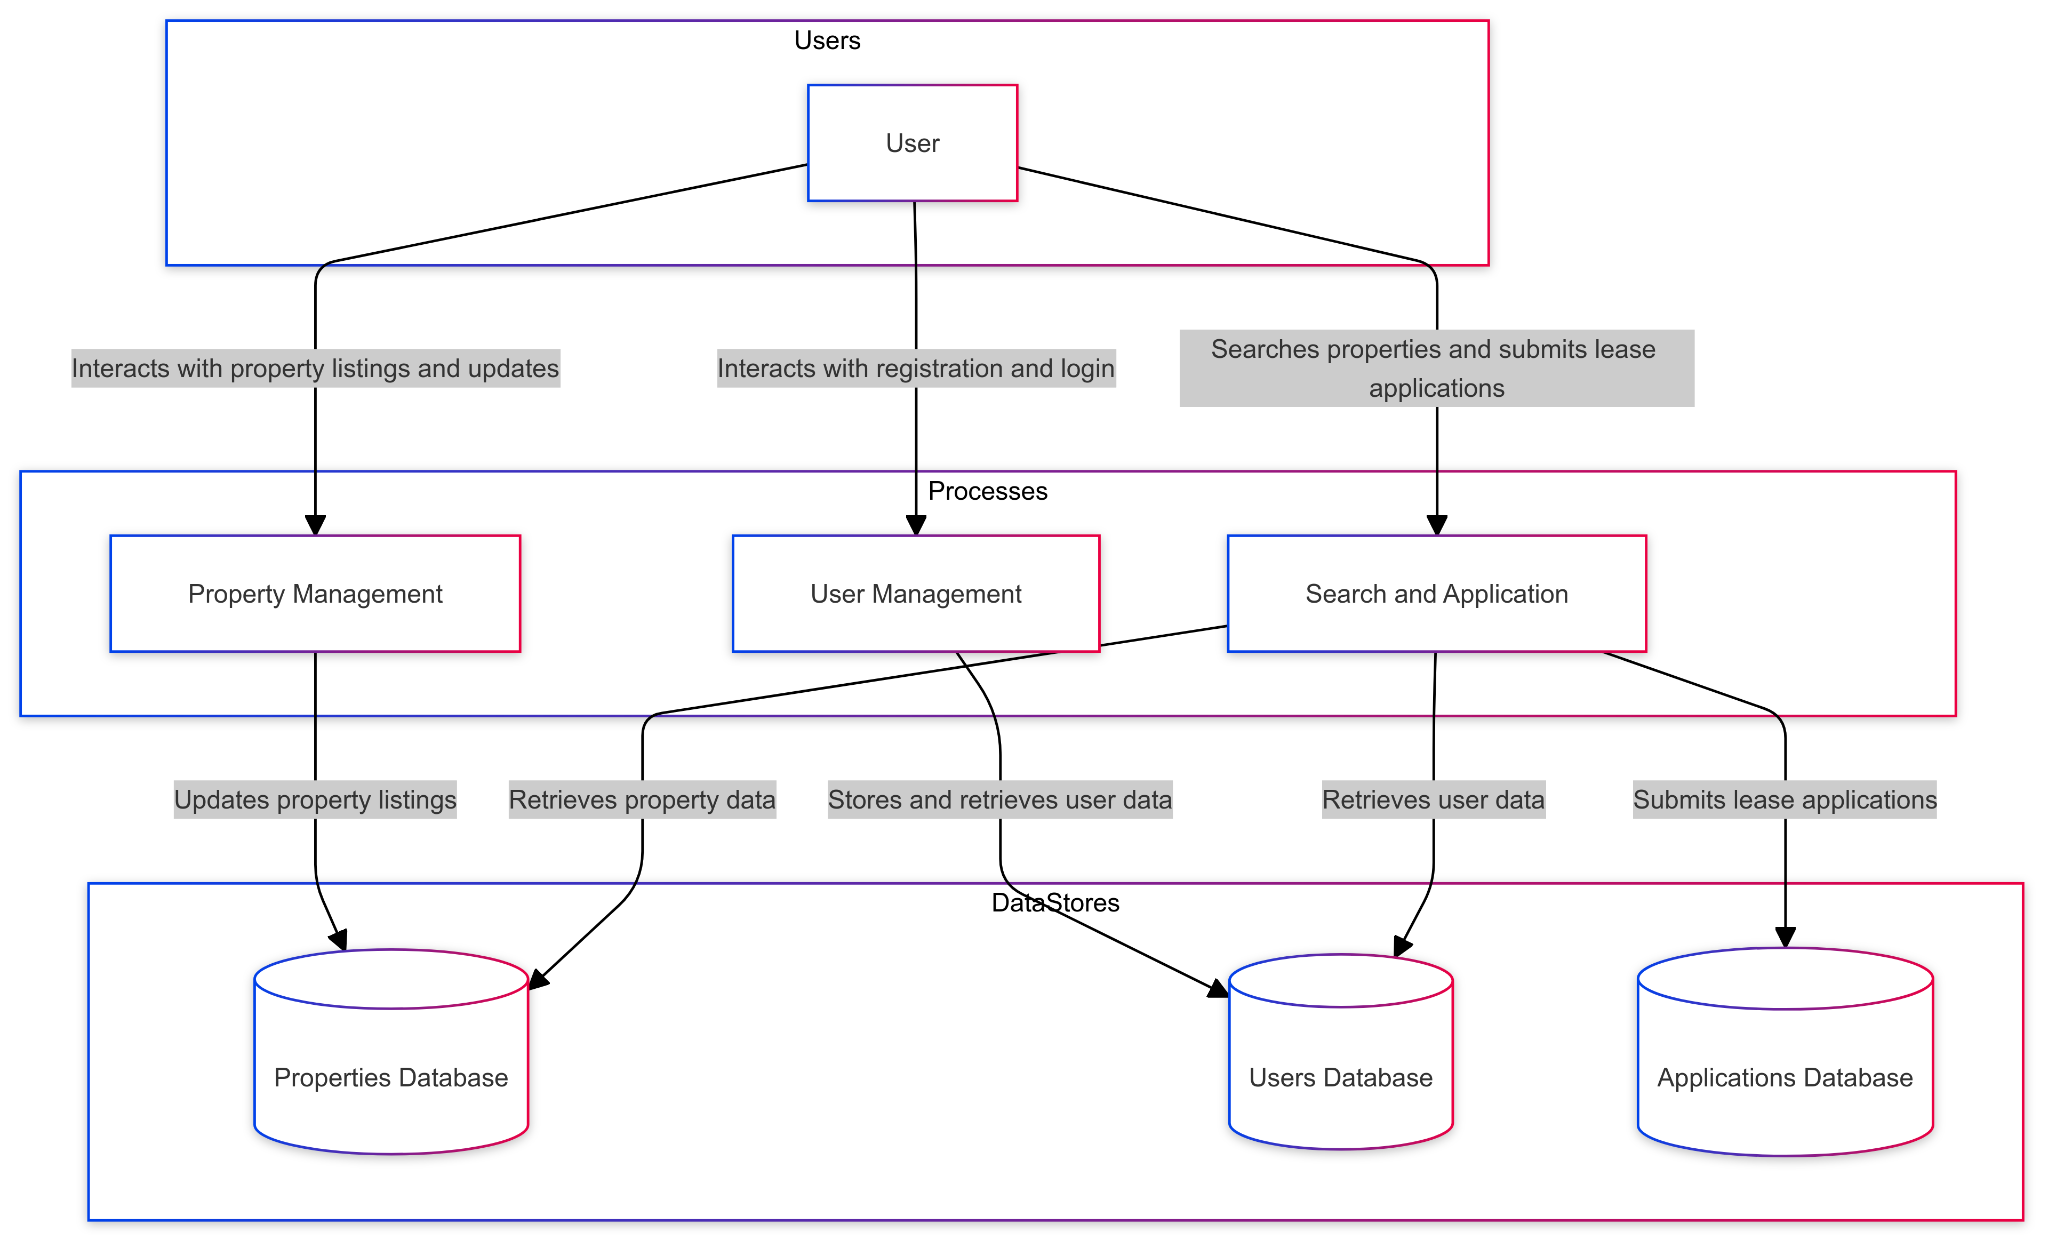 Users
User
Interacts with property listings and updates
Interacts with registration and login
Searches properties and submits lease
applications
Processes
Property Management
User Management
Search and Application
Updates property listings
Retrieves property data
Stores and retrieves user data
Retrieves user data
Submits lease applications
DataStores
Properties Database
Users Database
Applications Database